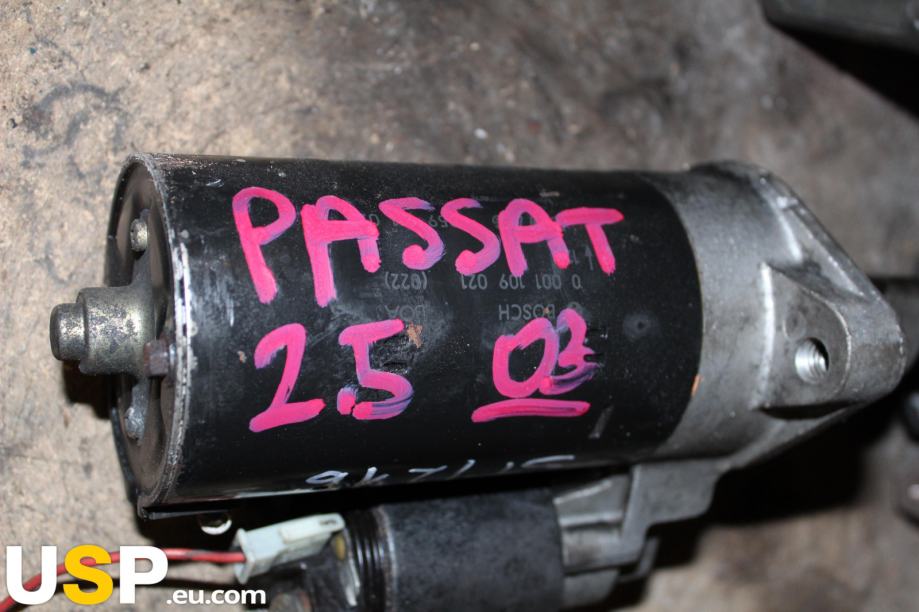 PASSAT
2.5 03
0 001 109 021
(022)
BOSCH
USP
.eu.com